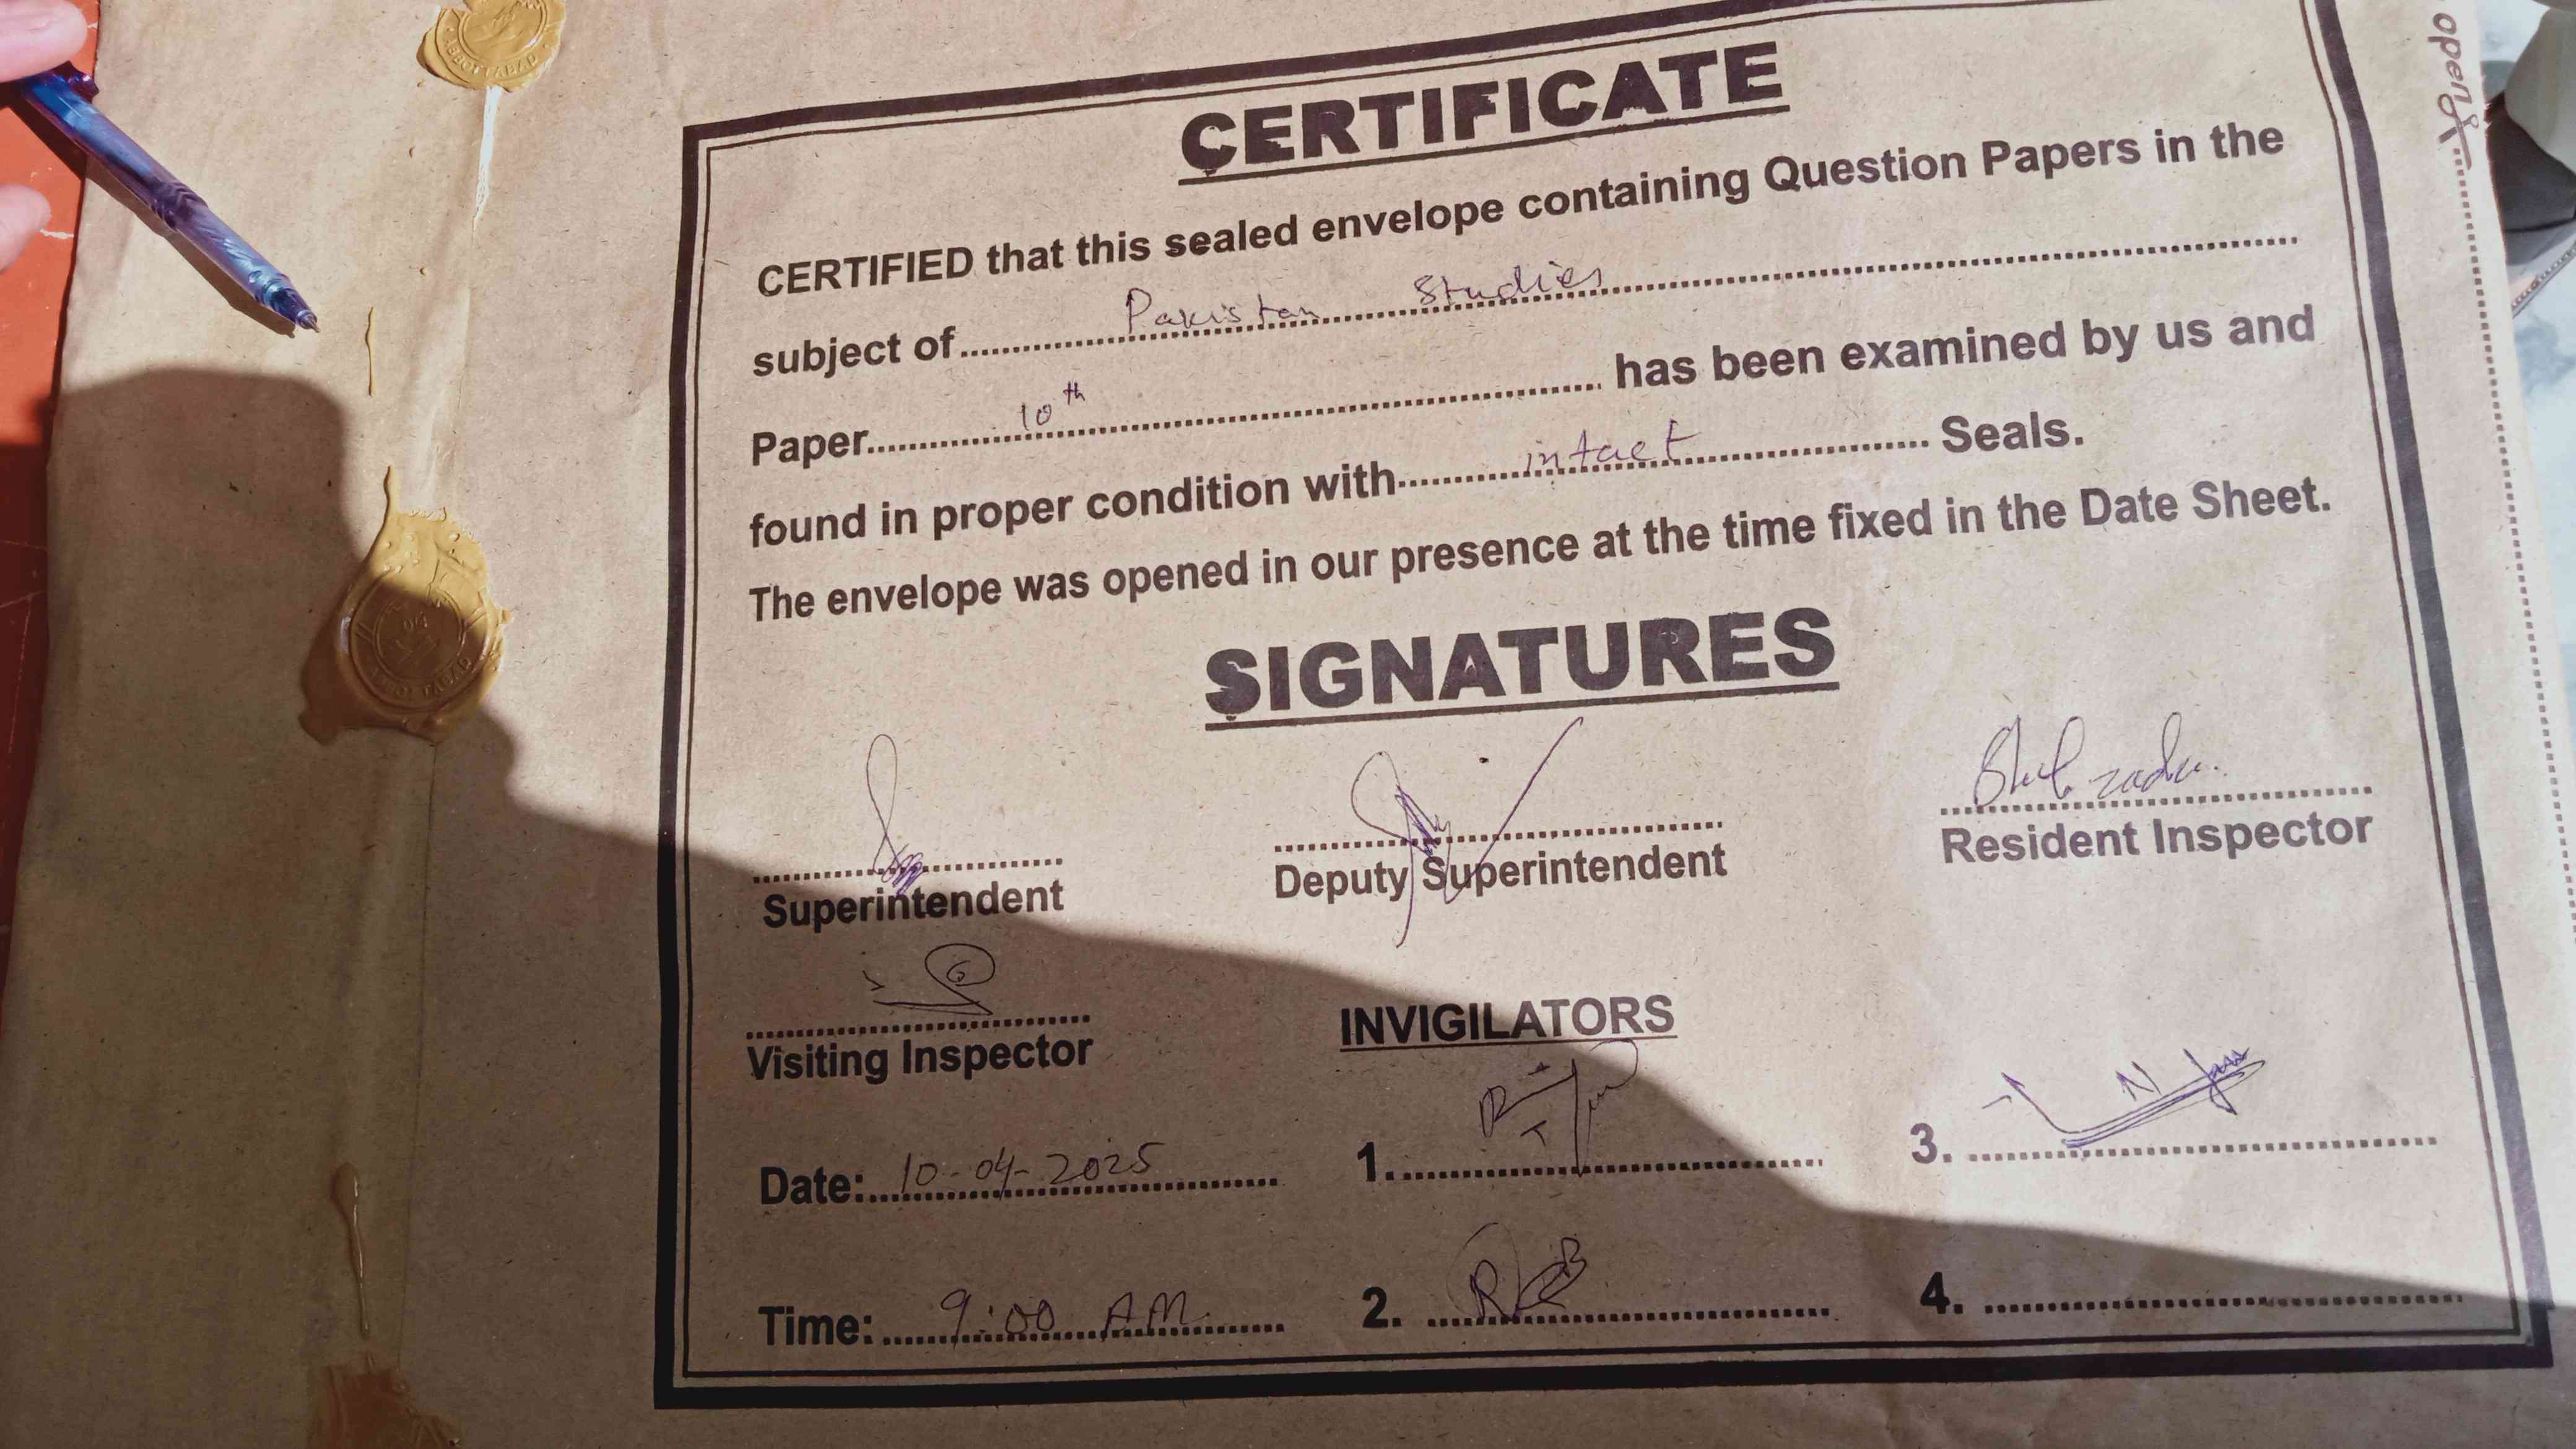 ABBOTTABAD
open
CERTIFICATE
CERTIFIED that this sealed envelope containing Question Papers in the
subject of Pakistan Studies
Paper 10th has been examined by us and
found in proper condition with intact Seals.
The envelope was opened in our presence at the time fixed in the Date Sheet.
SIGNATURES
Superintendent
Deputy Superintendent
Resident Inspector
Visiting Inspector
INVIGILATORS
Date: 10-04-2025
1.
3.
Time: 9:00 AM
2.
4.
ABBOTTABAD